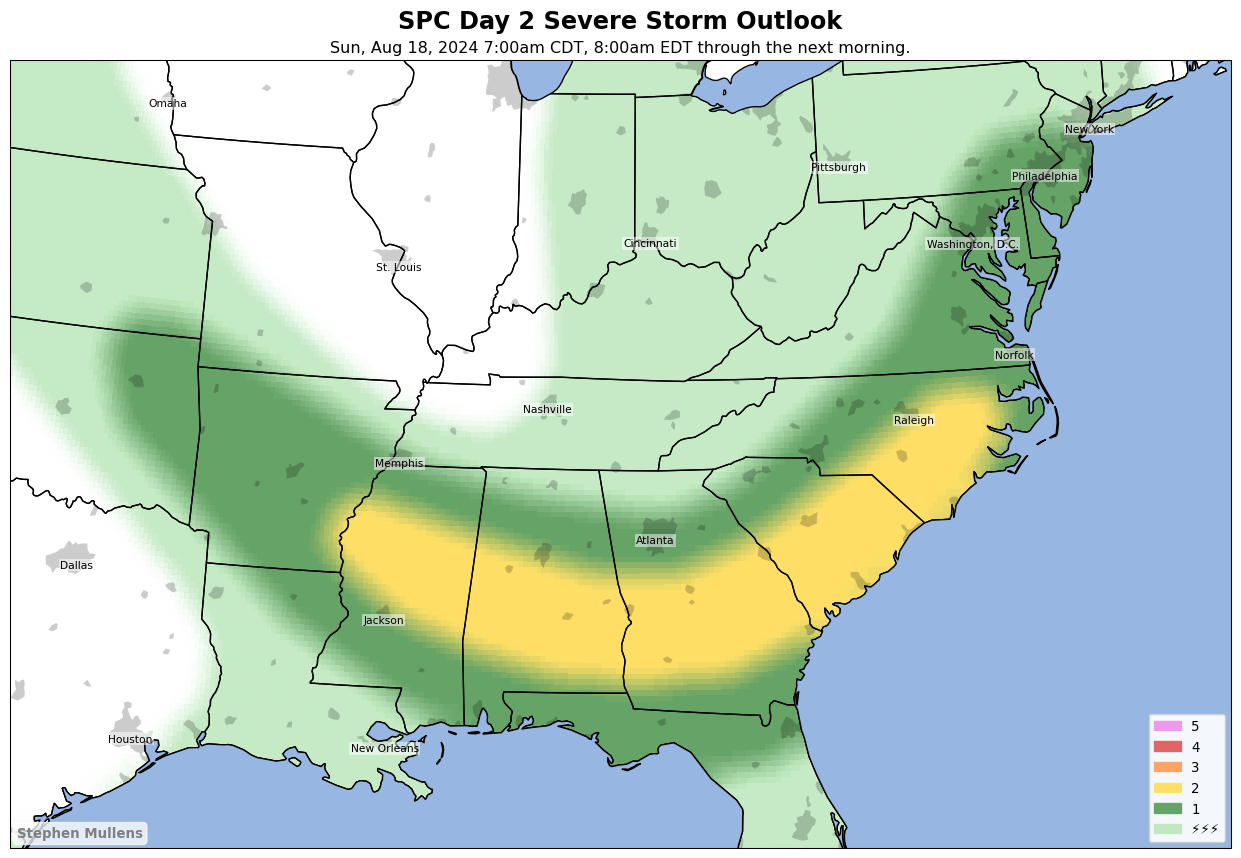 SPC Day 2 Severe Storm Outlook
Sun, Aug 18, 2024 7:00am CDT, 8:00am EDT through the next morning.
Omaha
New York
Pittsburgh
Philadelphia
Cincinnati
Washington, D.C.
St. Louis
Norfolk
Nashville
Raleigh
Memphis
Atlanta
Dallas
Jackson
Houston
New Orleans
5
4
3
2
1
⚡⚡⚡
Stephen Mullens